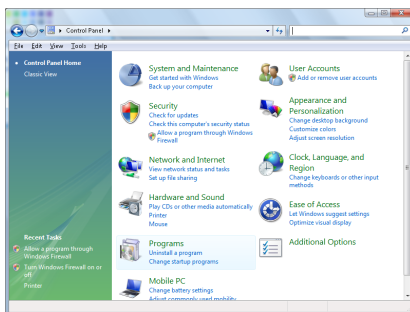 Control Panel
File Edit View Tools Help
Control Panel Home
Classic View
Recent Tasks
Allow a program through
Windows Firewall
Turn Windows Firewall on or
off
Printer
System and Maintenance
Get started with Windows
Back up your computer
Security
Check for updates
Check this computer's security status
Allow a program through Windows
Firewall
Network and Internet
View network status and tasks
Set up file sharing
Hardware and Sound
Play CDs or other media automatically
Printer
Mouse
Programs
Uninstall a program
Change startup programs
Mobile PC
Change battery settings
Adjust commonly used mobility
User Accounts
Add or remove user accounts
Appearance and
Personalization
Change desktop background
Customize colors
Adjust screen resolution
Clock, Language, and
Region
Change keyboards or other input
methods
Ease of Access
Let Windows suggest settings
Optimize visual display
Additional Options